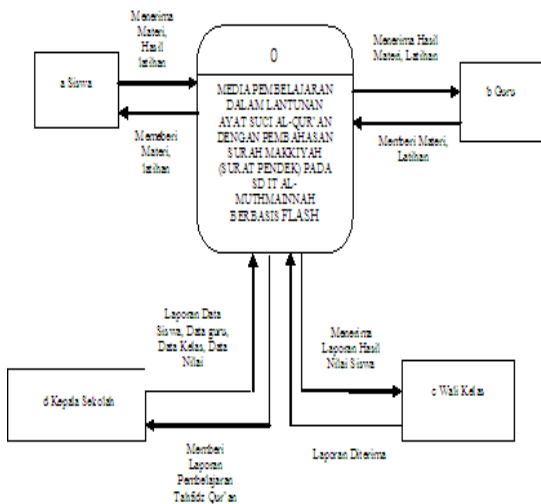 Menerima
Materi,
Hasil
latihan
a Siswa
Memeberi
Materi,
latihan
0
MEDIA PEMBELAJARAN
DALAM LANTUNAN
AYAT SUCI AL-QUR'AN
DENGAN PEMBAHASAN
SURAH MAKKIYAH
(SURAT PENDEK) PADA
SD IT AL-
MUTHMAINNAH
BERBASIS FLASH
Menerima Hasil
Materi, Latihan
b Guru
Memberi Materi,
Latihan
Laporan Data
Siswa, Data guru,
Data Kelas, Data
Nilai
d Kepala Sekolah
Memberi
Laporan
Pembelajaran
Tahfidz Qur'an
Menerima
Laporan Hasil
Nilai Siswa
c Wali Kelas
Laporan Diterima